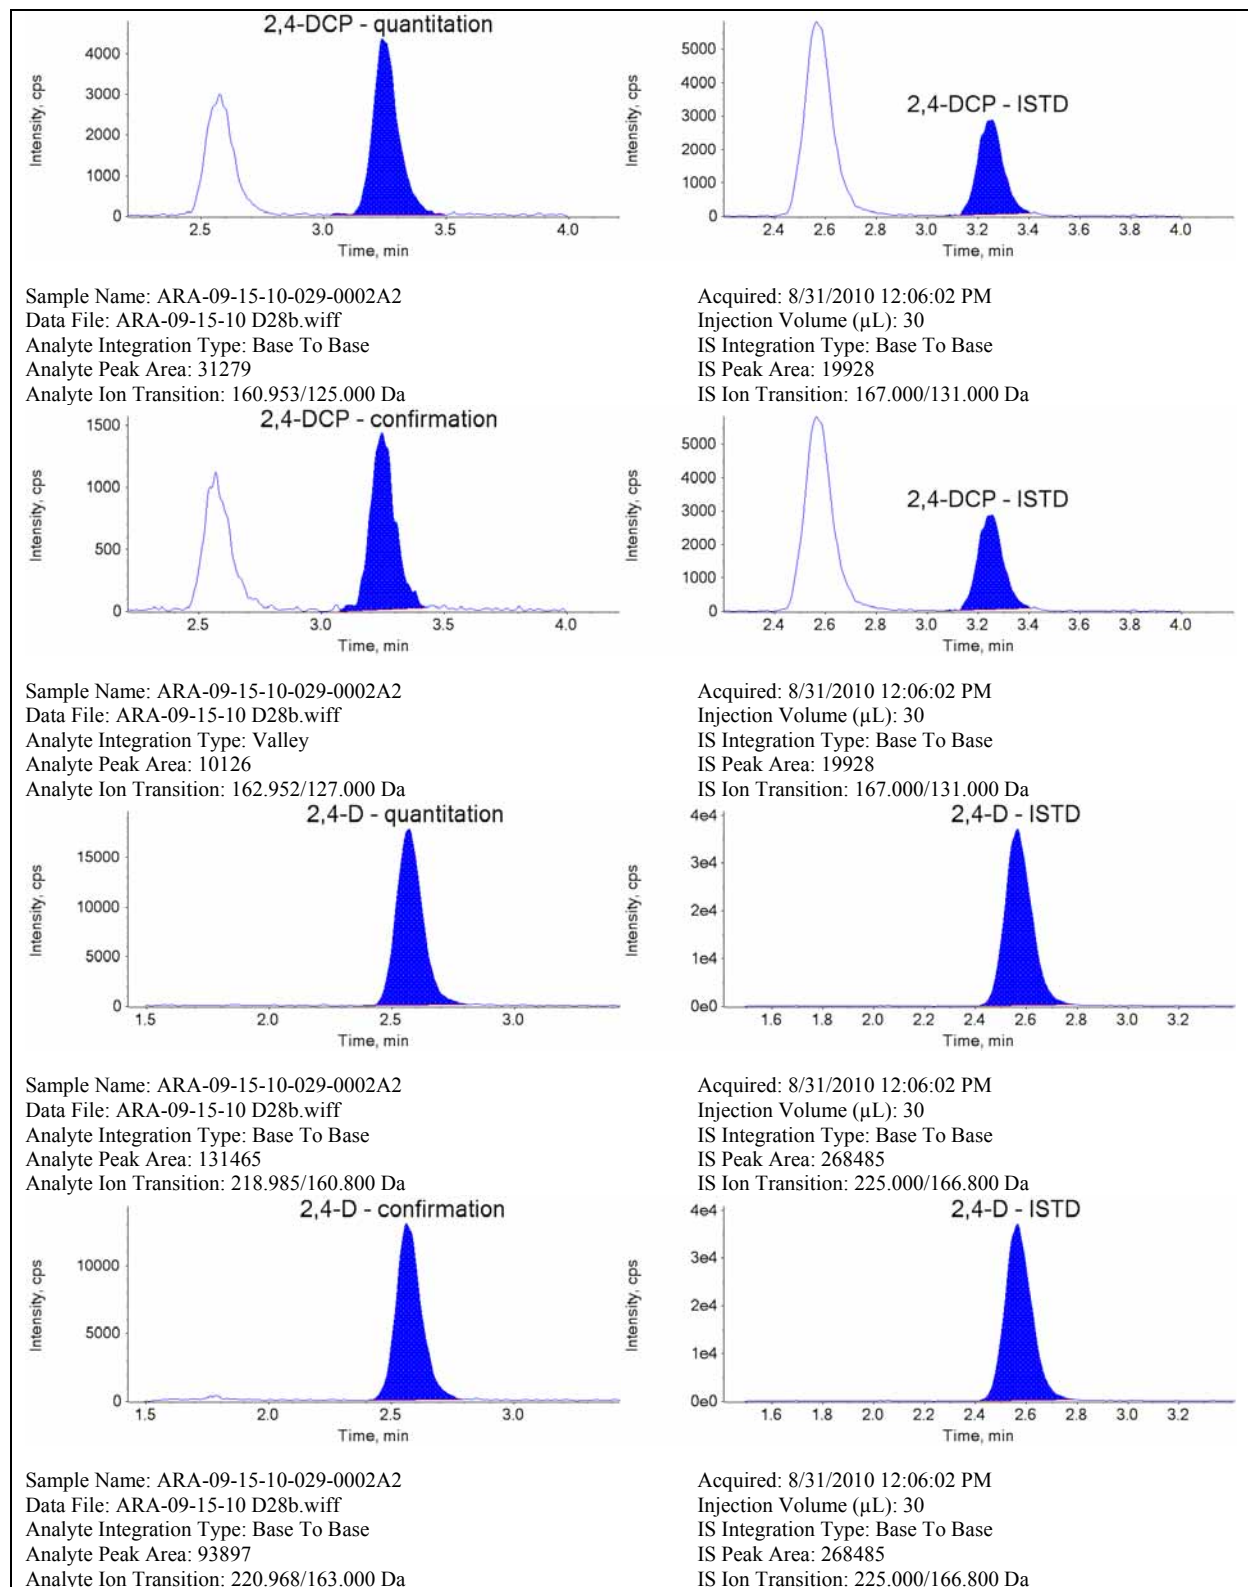 2,4-DCP - quantitation
4000
3000
2000
1000
0
Intensity, cps
2.5 3.0 3.5 4.0
Time, min
2,4-DCP - ISTD
5000
4000
3000
2000
1000
0
Intensity, cps
2.4 2.6 2.8 3.0 3.2 3.4 3.6 3.8 4.0
Time, min
Sample Name: ARA-09-15-10-029-0002A2
Data File: ARA-09-15-10 D28b.wiff
Analyte Integration Type: Base To Base
Analyte Peak Area: 31279
Analyte Ion Transition: 160.953/125.000 Da
Acquired: 8/31/2010 12:06:02 PM
Injection Volume (µL): 30
IS Integration Type: Base To Base
IS Peak Area: 19928
IS Ion Transition: 167.000/131.000 Da
2,4-DCP - confirmation
1500
1000
500
0
Intensity, cps
2.5 3.0 3.5 4.0
Time, min
2,4-DCP - ISTD
5000
4000
3000
2000
1000
0
Intensity, cps
2.4 2.6 2.8 3.0 3.2 3.4 3.6 3.8 4.0
Time, min
Sample Name: ARA-09-15-10-029-0002A2
Data File: ARA-09-15-10 D28b.wiff
Analyte Integration Type: Valley
Analyte Peak Area: 10126
Analyte Ion Transition: 162.952/127.000 Da
Acquired: 8/31/2010 12:06:02 PM
Injection Volume (µL): 30
IS Integration Type: Base To Base
IS Peak Area: 19928
IS Ion Transition: 167.000/131.000 Da
2,4-D - quantitation
15000
10000
5000
0
Intensity, cps
1.5 2.0 2.5 3.0
Time, min
2,4-D - ISTD
4e4
3e4
2e4
1e4
0e0
Intensity, cps
1.6 1.8 2.0 2.2 2.4 2.6 2.8 3.0 3.2
Time, min
Sample Name: ARA-09-15-10-029-0002A2
Data File: ARA-09-15-10 D28b.wiff
Analyte Integration Type: Base To Base
Analyte Peak Area: 131465
Analyte Ion Transition: 218.985/160.800 Da
Acquired: 8/31/2010 12:06:02 PM
Injection Volume (µL): 30
IS Integration Type: Base To Base
IS Peak Area: 268485
IS Ion Transition: 225.000/166.800 Da
2,4-D - confirmation
10000
5000
0
Intensity, cps
1.5 2.0 2.5 3.0
Time, min
2,4-D - ISTD
4e4
3e4
2e4
1e4
0e0
Intensity, cps
1.6 1.8 2.0 2.2 2.4 2.6 2.8 3.0 3.2
Time, min
Sample Name: ARA-09-15-10-029-0002A2
Data File: ARA-09-15-10 D28b.wiff
Analyte Integration Type: Base To Base
Analyte Peak Area: 93897
Analyte Ion Transition: 220.968/163.000 Da
Acquired: 8/31/2010 12:06:02 PM
Injection Volume (µL): 30
IS Integration Type: Base To Base
IS Peak Area: 268485
IS Ion Transition: 225.000/166.800 Da